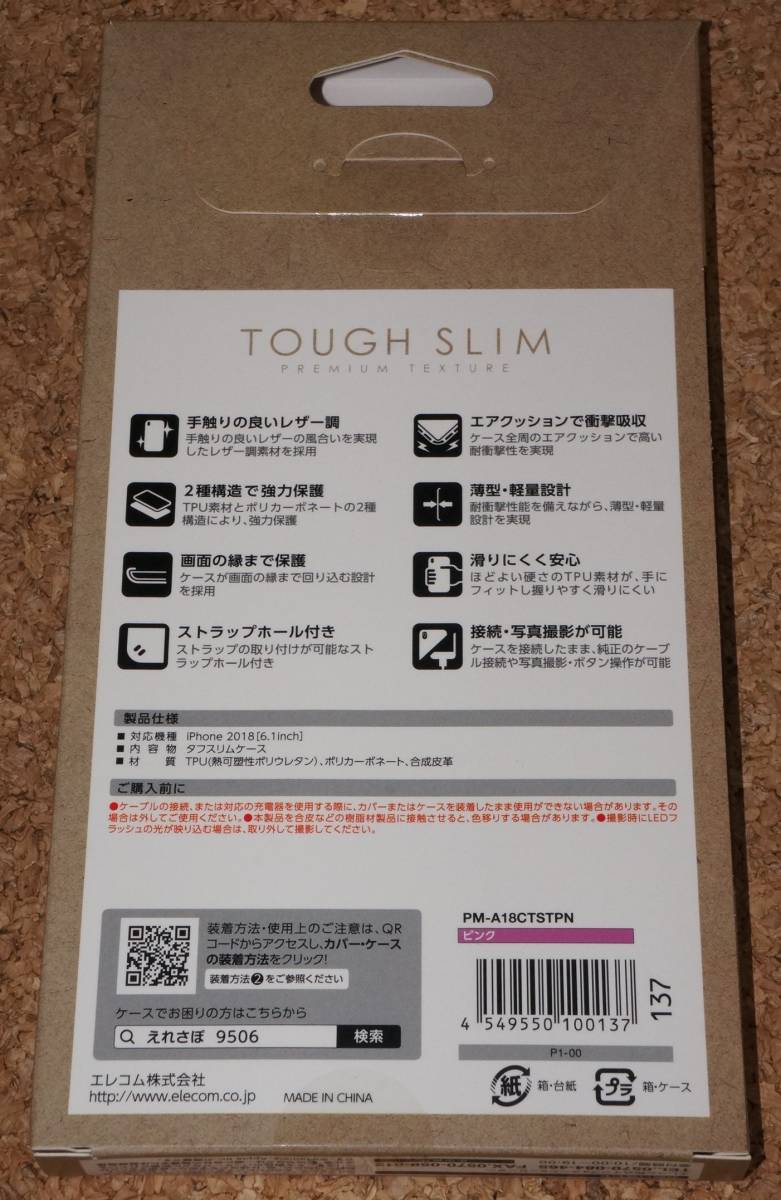 TOUGH SLIM
PREMIUM TEXTURE
手触りの良いレザー調
手触りの良いレザーの風合いを実現
したレザー調素材を採用
エアクッションで衝撃吸収
ケース全周のエアクッションで高い
耐衝撃性を実現
2種構造で強力保護
TPU素材とポリカーボネートの2種
構造により、強力保護
薄型・軽量設計
耐衝撃性能を備えながら、薄型・軽量
設計を実現
画面の縁まで保護
ケースが画面の縁まで回り込む設計
を採用
滑りにくく安心
ほどよい硬さのTPU素材が、手に
フィットし握りやすく滑りにくい
ストラップホール付き
ストラップの取り付けが可能なスト
ラップホール付き
接続・写真撮影が可能
ケースを接続したまま、純正のケーブ
ル接続や写真撮影・ボタン操作が可能
製品仕様
■対応機種 iPhone 2018[6.1inch]
■内容物 タフスリムケース
■材質 TPU(熱可塑性ポリウレタン)、ポリカーボネート、合成皮革
ご購入前に
●ケーブルの接続、または対応の充電器を使用する際に、カバーまたはケースを装着したまま使用ができない場合があります。その
場合は外してご使用ください。●本製品を合皮などの樹脂材製品に接触させると、色移りする場合があります。●撮影時にLEDフ
ラッシュの光が映り込む場合は、取り外して撮影してください。
装着方法・使用上のご注意は、QR
コードからアクセスし、カバー・ケース
の装着方法をクリック!
装着方法❷をご参照ください
ケースでお困りの方はこちらから
えれさぽ 9506 検索
エレコム株式会社
http://www.elecom.co.jp
MADE IN CHINA
PM-A18CTSTPN
ピンク
4 549550 100137
137
P1-00
紙 箱・台紙
プラ 箱・ケース